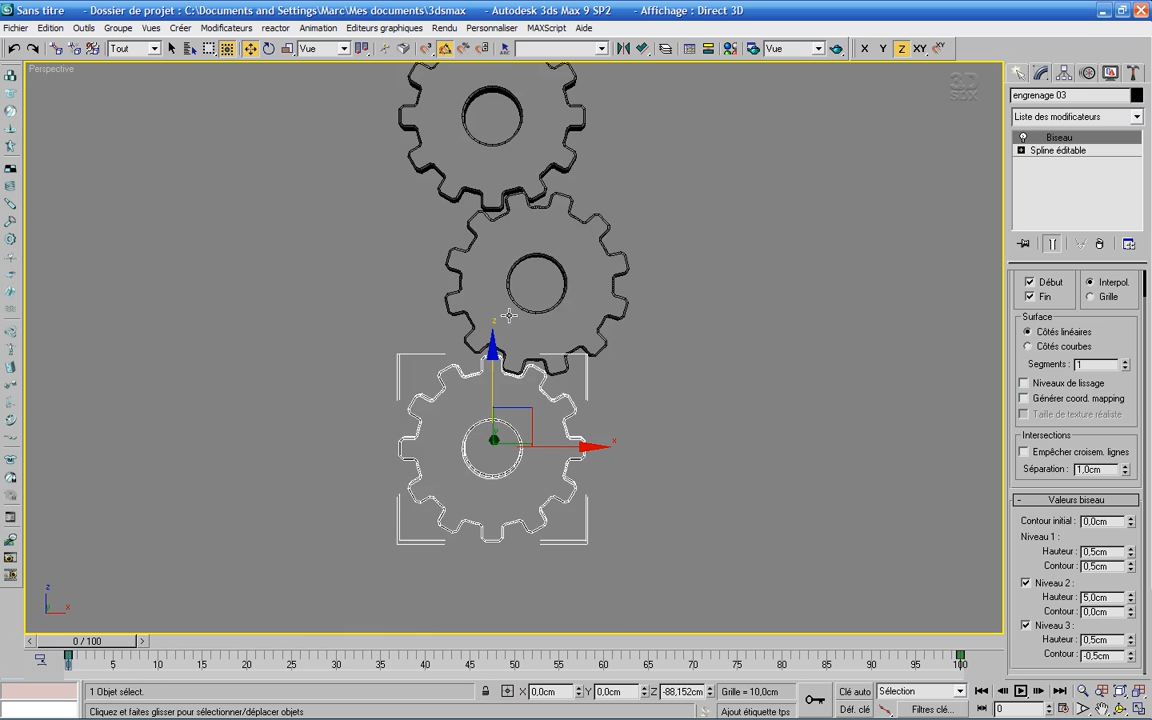 Sans titre - Dossier de projet : C:\Documents and Settings\Marc\Mes documents\3dsmax - Autodesk 3ds Max 9 SP2 - Affichage : Direct 3D
Fichier Edition Outils Groupe Vues Créer Modificateurs reactor Animation Editeurs graphiques Rendu Personnaliser MAXScript Aide
Tout Vue Vue X Y Z XY XY
Perspective
3D
engrenage 03
Liste des modificateurs
Biseau
Spline éditable
Début Interpol.
Fin Grille
Surface
Côtés linéaires
Côtés courbes
Segments : 1
Niveaux de lissage
Générer coord. mapping
Taille de texture réaliste
Intersections
Empêcher croisem. lignes
Séparation : 1,0cm
- Valeurs biseau
Contour initial : 0,0cm
Niveau 1 :
Hauteur : 0,5cm
Contour : 0,5cm
Niveau 2 :
Hauteur : 5,0cm
Contour : 0,0cm
Niveau 3 :
Hauteur : 0,5cm
Contour : -0,5cm
z
x
z
x
< 0 / 100 >
0 5 10 15 20 25 30 35 40 45 50 55 60 65 70 75 80 85 90 95 100
1 Objet sélect. X 0,0cm Y 0,0cm Z -88,152cm Grille = 10,0cm Clé auto Sélection
Cliquez et faites glisser pour sélectionner/déplacer objets Ajout étiquette tps Déf. clé Filtres clé... 0